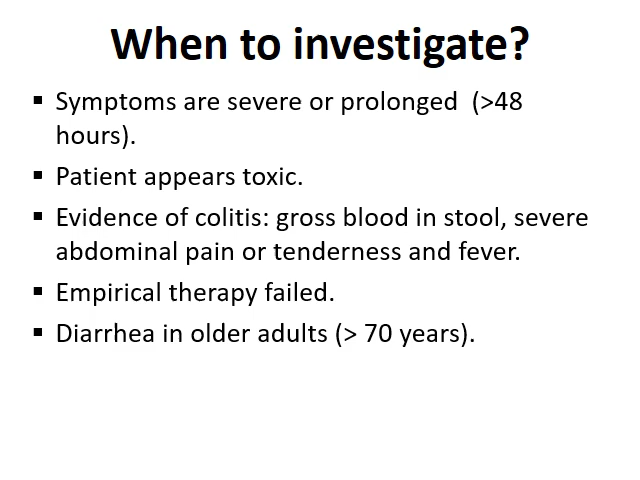 When to investigate?
▪ Symptoms are severe or prolonged  (>48
hours).
▪ Patient appears toxic.
▪ Evidence of colitis: gross blood in stool, severe
abdominal pain or tenderness and fever.
▪ Empirical therapy failed.
▪ Diarrhea in older adults (> 70 years).